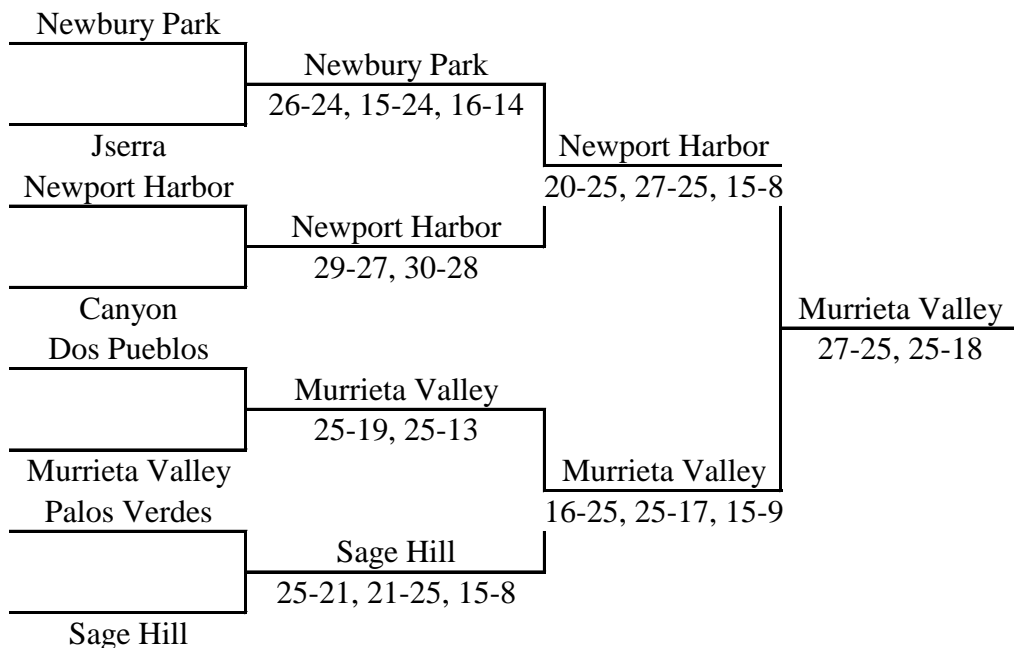 Newbury Park
Newbury Park
26-24, 15-24, 16-14
Jserra
Newport Harbor
Newport Harbor
20-25, 27-25, 15-8
Newport Harbor
29-27, 30-28
Canyon
Murrieta Valley
Dos Pueblos
27-25, 25-18
Murrieta Valley
25-19, 25-13
Murrieta Valley
Murrieta Valley
Palos Verdes
16-25, 25-17, 15-9
Sage Hill
25-21, 21-25, 15-8
Sage Hill